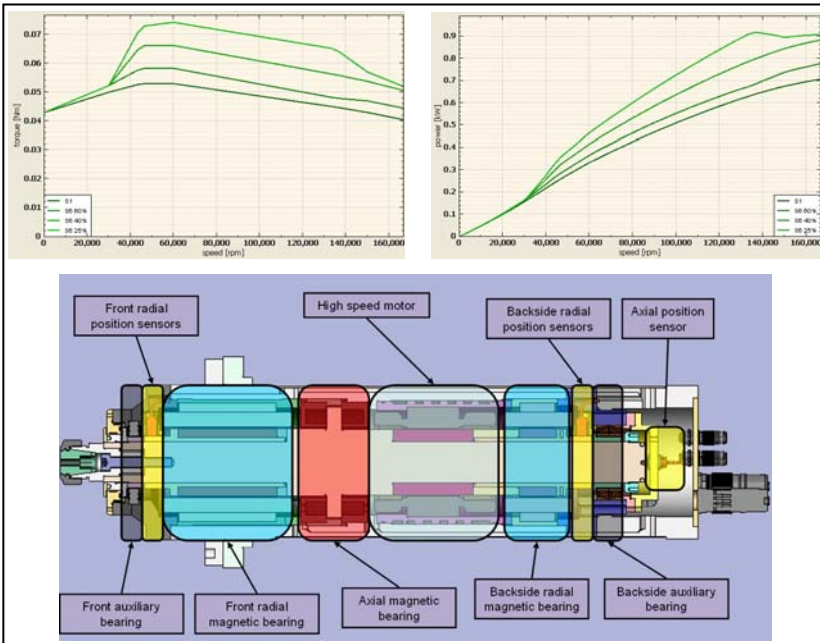 0.07
0.06
0.05
0.04
0.03
0.02
0.01
0
torque [Nm]
S1
S6 60%
S6 40%
S6 25%
0
20,000
40,000
60,000
80,000
100,000
120,000
140,000
160,000
speed [rpm]
0.9
0.8
0.7
0.6
0.5
0.4
0.3
0.2
0.1
0
power [kW]
S1
S6 60%
S6 40%
S6 25%
0
20,000
40,000
60,000
80,000
100,000
120,000
140,000
160,000
speed [rpm]
Front radial
position sensors
High speed motor
Backside radial
position sensors
Axial position
sensor
Front auxiliary
bearing
Front radial
magnetic bearing
Axial magnetic
bearing
Backside radial
magnetic bearing
Backside auxiliary
bearing